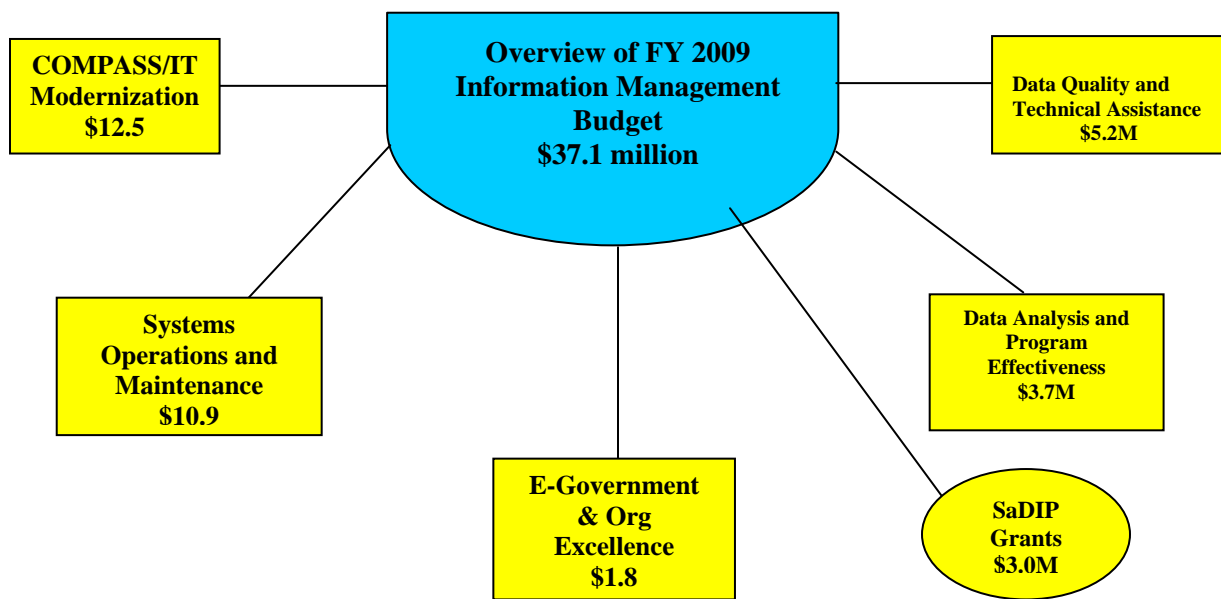 Overview of FY 2009
Information Management
Budget
$37.1 million
COMPASS/IT
Modernization
$12.5
Data Quality and
Technical Assistance
$5.2M
Systems
Operations and
Maintenance
$10.9
Data Analysis and
Program
Effectiveness
$3.7M
E-Government
& Org
Excellence
$1.8
SaDIP
Grants
$3.0M